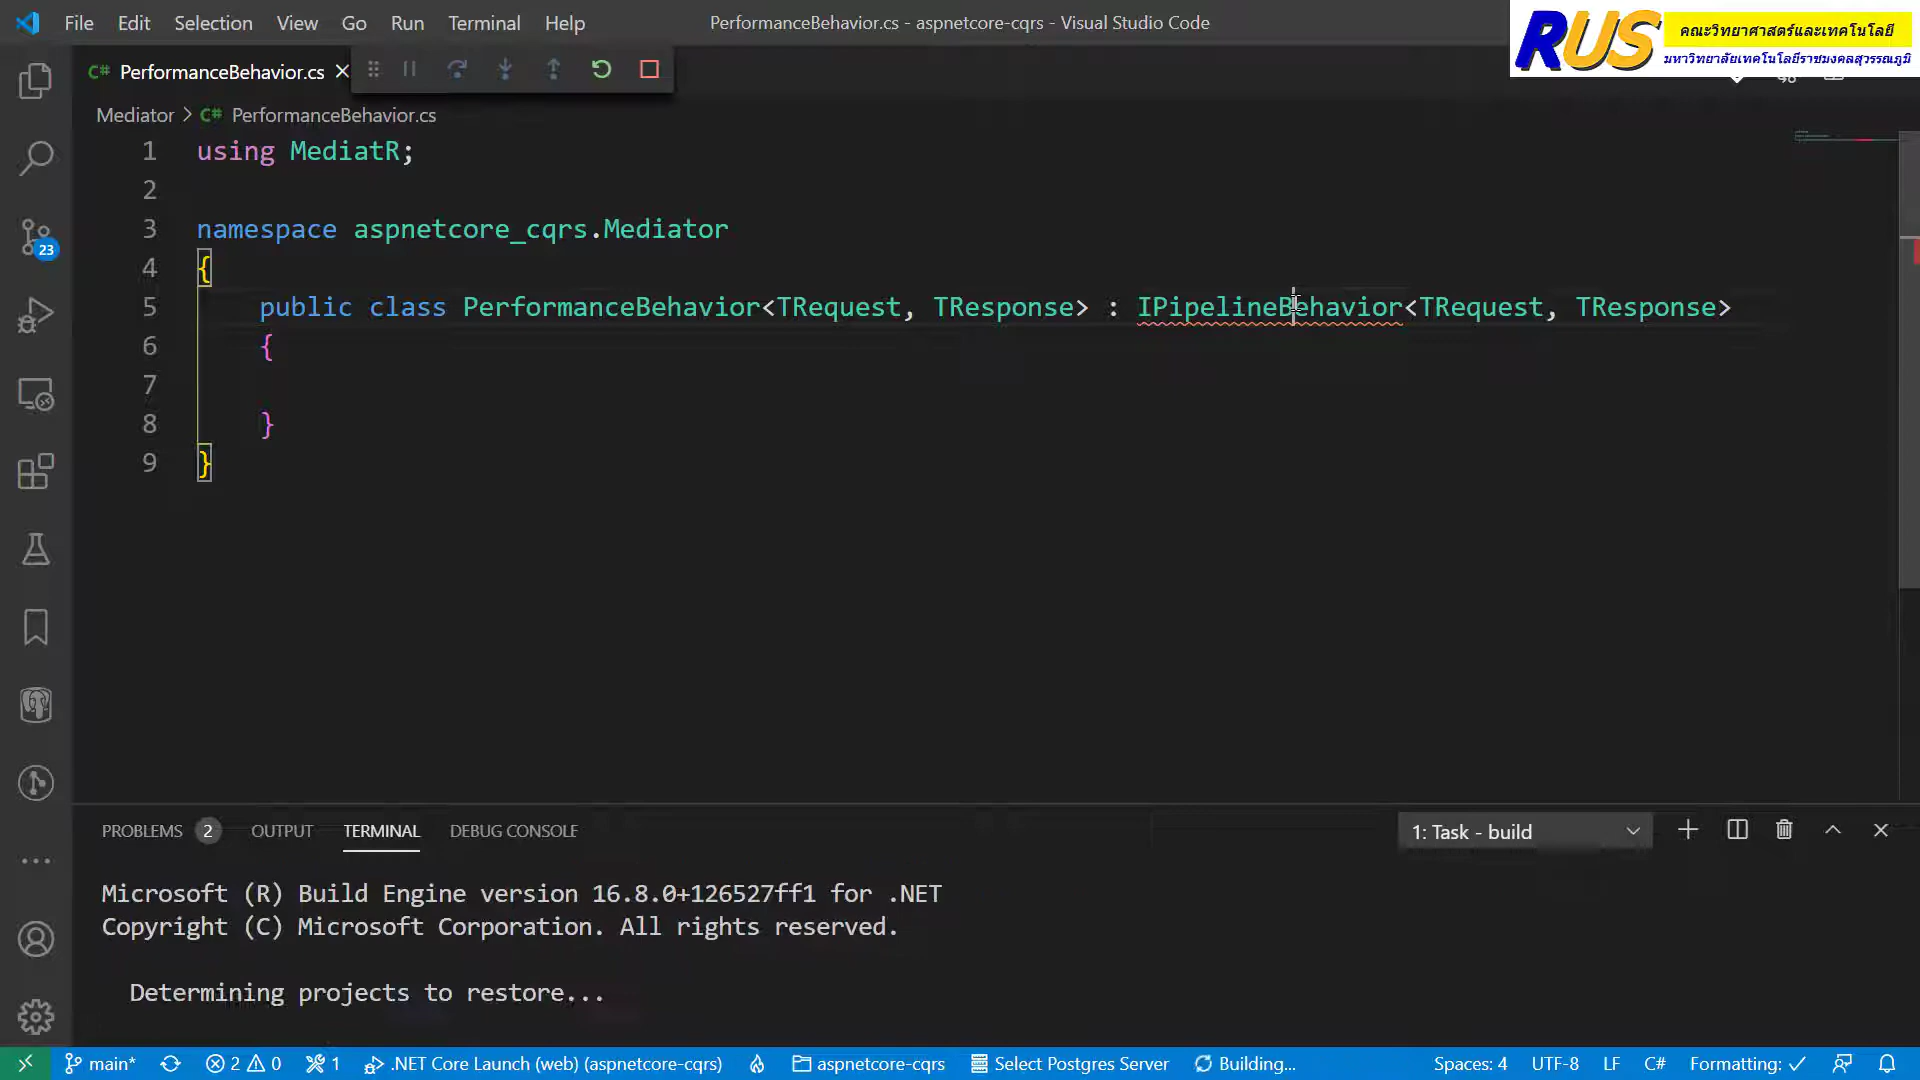 File Edit Selection View Go Run Terminal Help
PerformanceBehavior.cs - aspnetcore-cqrs - Visual Studio Code
RUS
คณะวิทยาศาสตร์และเทคโนโลยี
มหาวิทยาลัยเทคโนโลยีราชมงคลสุวรรณภูมิ
C# PerformanceBehavior.cs
Mediator > C# PerformanceBehavior.cs
1 using MediatR;
2
3 namespace aspnetcore_cqrs.Mediator
4 {
5 public class PerformanceBehavior<TRequest, TResponse> : IPipelineBehavior<TRequest, TResponse>
6 {
7
8 }
9 }
23
PROBLEMS 2 OUTPUT TERMINAL DEBUG CONSOLE 1: Task - build
Microsoft (R) Build Engine version 16.8.0+126527ff1 for .NET
Copyright (C) Microsoft Corporation. All rights reserved.
Determining projects to restore...
main* 2 0 1 .NET Core Launch (web) (aspnetcore-cqrs) aspnetcore-cqrs Select Postgres Server Building... Spaces: 4 UTF-8 LF C# Formatting: ✓